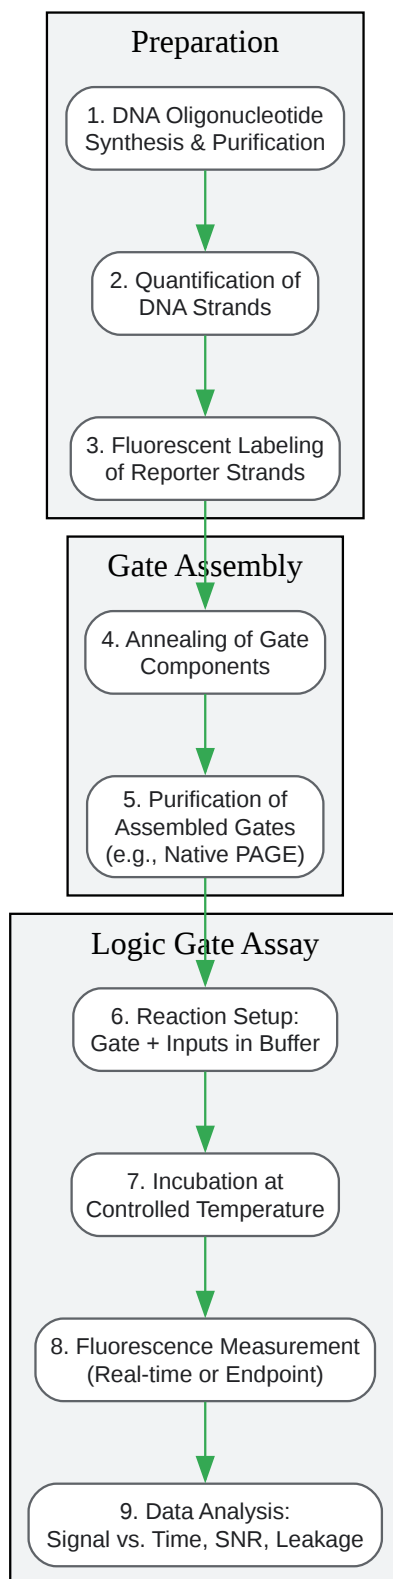 Preparation
1. DNA Oligonucleotide
Synthesis & Purification
2. Quantification of
DNA Strands
3. Fluorescent Labeling
of Reporter Strands
Gate Assembly
4. Annealing of Gate
Components
5. Purification of
Assembled Gates
(e.g., Native PAGE)
Logic Gate Assay
6. Reaction Setup:
Gate + Inputs in Buffer
7. Incubation at
Controlled Temperature
8. Fluorescence Measurement
(Real-time or Endpoint)
9. Data Analysis:
Signal vs. Time, SNR, Leakage